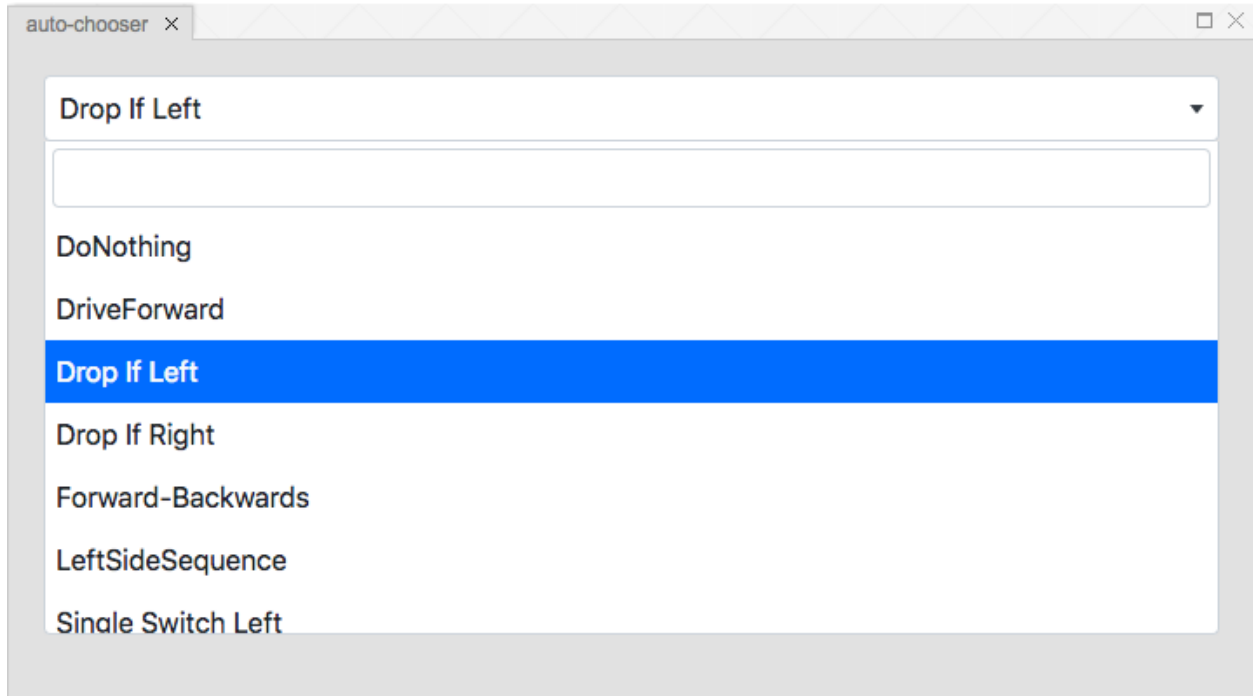 auto-chooser
Drop If Left
DoNothing
DriveForward
Drop If Left
Drop If Right
Forward-Backwards
LeftSideSequence
Single Switch Left